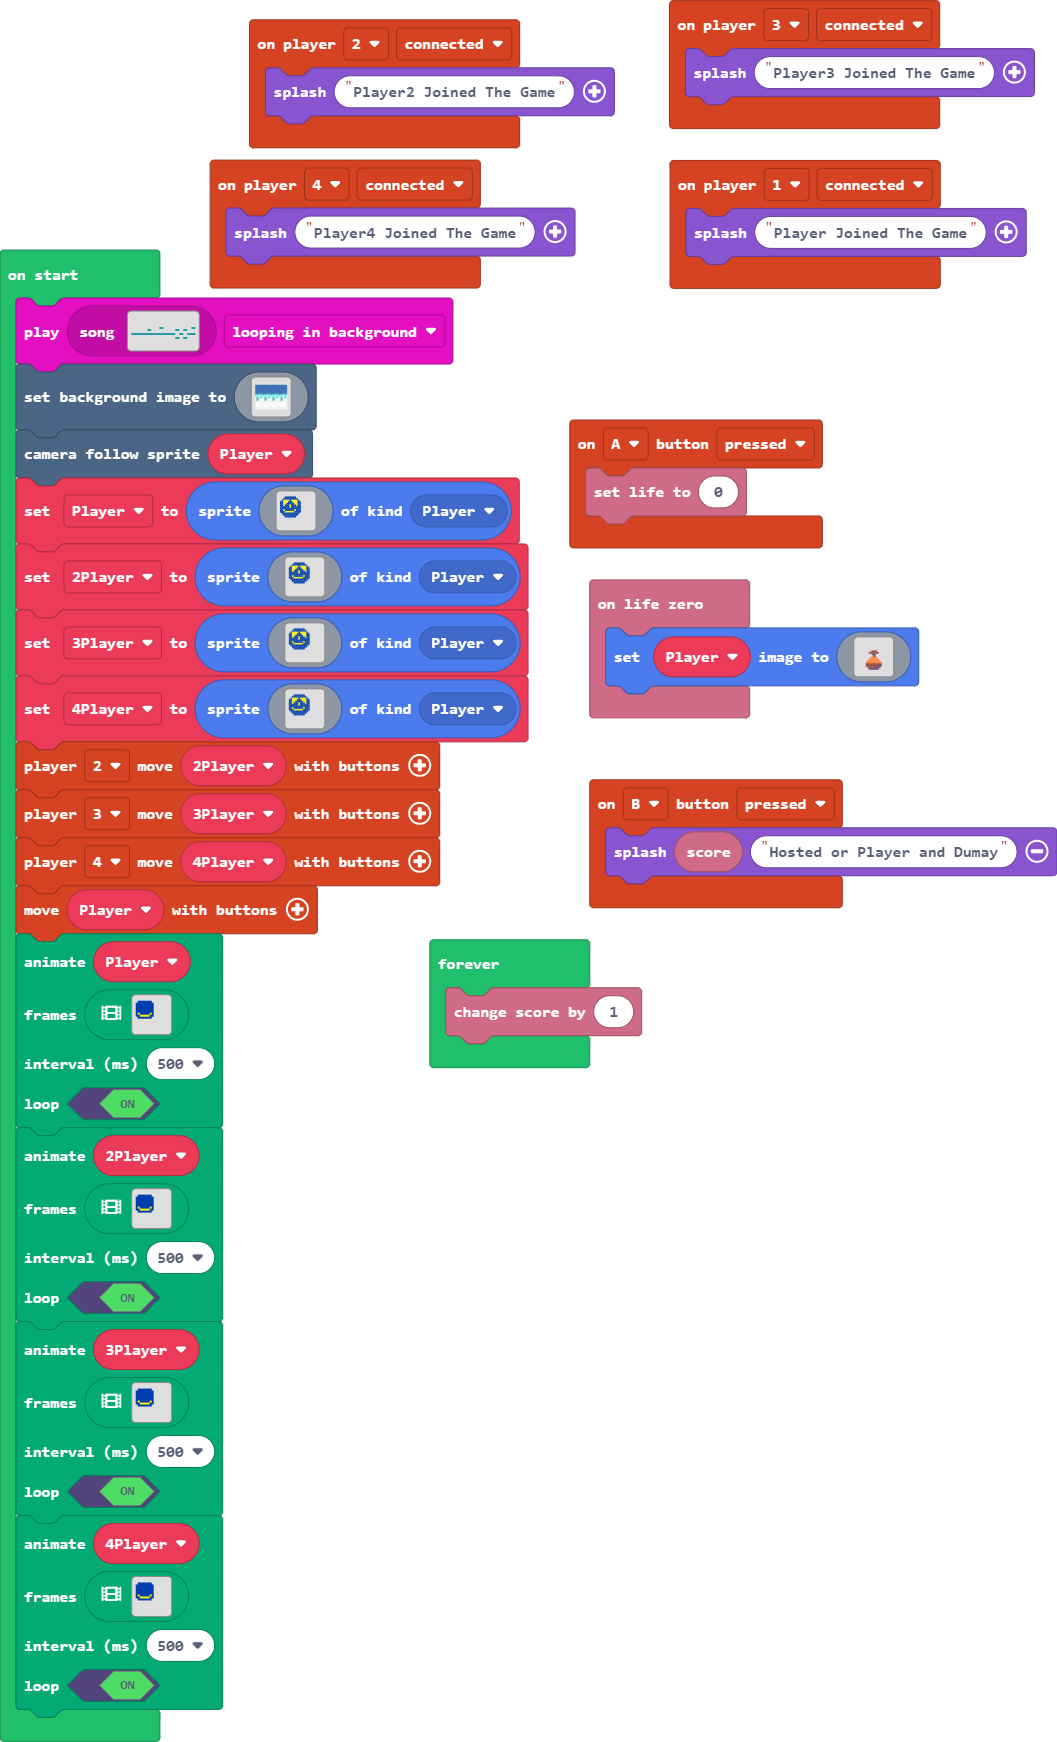 on player 2 connected
splash "Player2 Joined The Game"
on player 3 connected
splash "Player3 Joined The Game"
on player 4 connected
splash "Player4 Joined The Game"
on player 1 connected
splash "Player Joined The Game"
on start
play song looping in background
set background image to
camera follow sprite Player
set Player to sprite of kind Player
set 2Player to sprite of kind Player
set 3Player to sprite of kind Player
set 4Player to sprite of kind Player
player 2 move 2Player with buttons
player 3 move 3Player with buttons
player 4 move 4Player with buttons
move Player with buttons
animate Player
frames
interval (ms) 500
loop ON
animate 2Player
frames
interval (ms) 500
loop ON
animate 3Player
frames
interval (ms) 500
loop ON
animate 4Player
frames
interval (ms) 500
loop ON
on A button pressed
set life to 0
on life zero
set Player image to
on B button pressed
splash score "Hosted or Player and Dumay"
forever
change score by 1